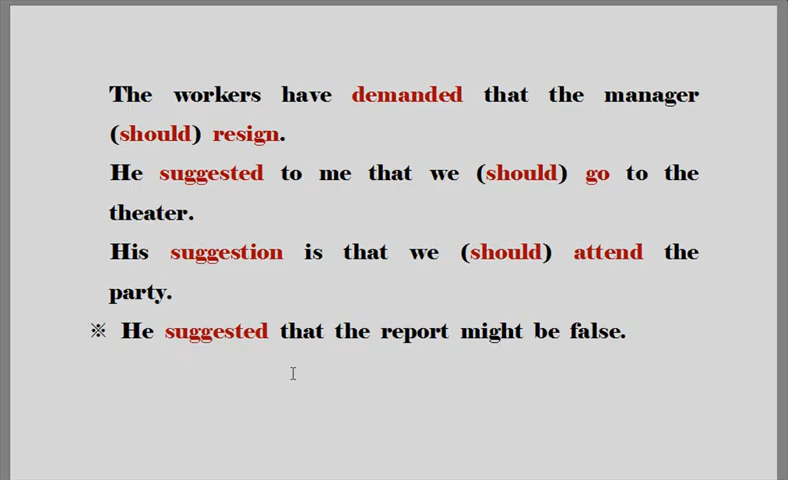 The workers have demanded that the manager
(should) resign.
He suggested to me that we (should) go to the
theater.
His suggestion is that we (should) attend the
party.
※ He suggested that the report might be false.